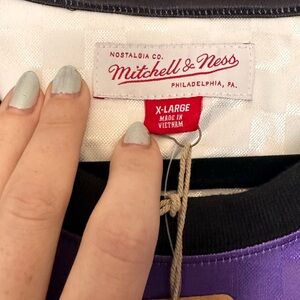 NOSTALGIA CO.
Mitchell & Ness
PHILADELPHIA, PA.
X-LARGE
MADE IN
VIETNAM